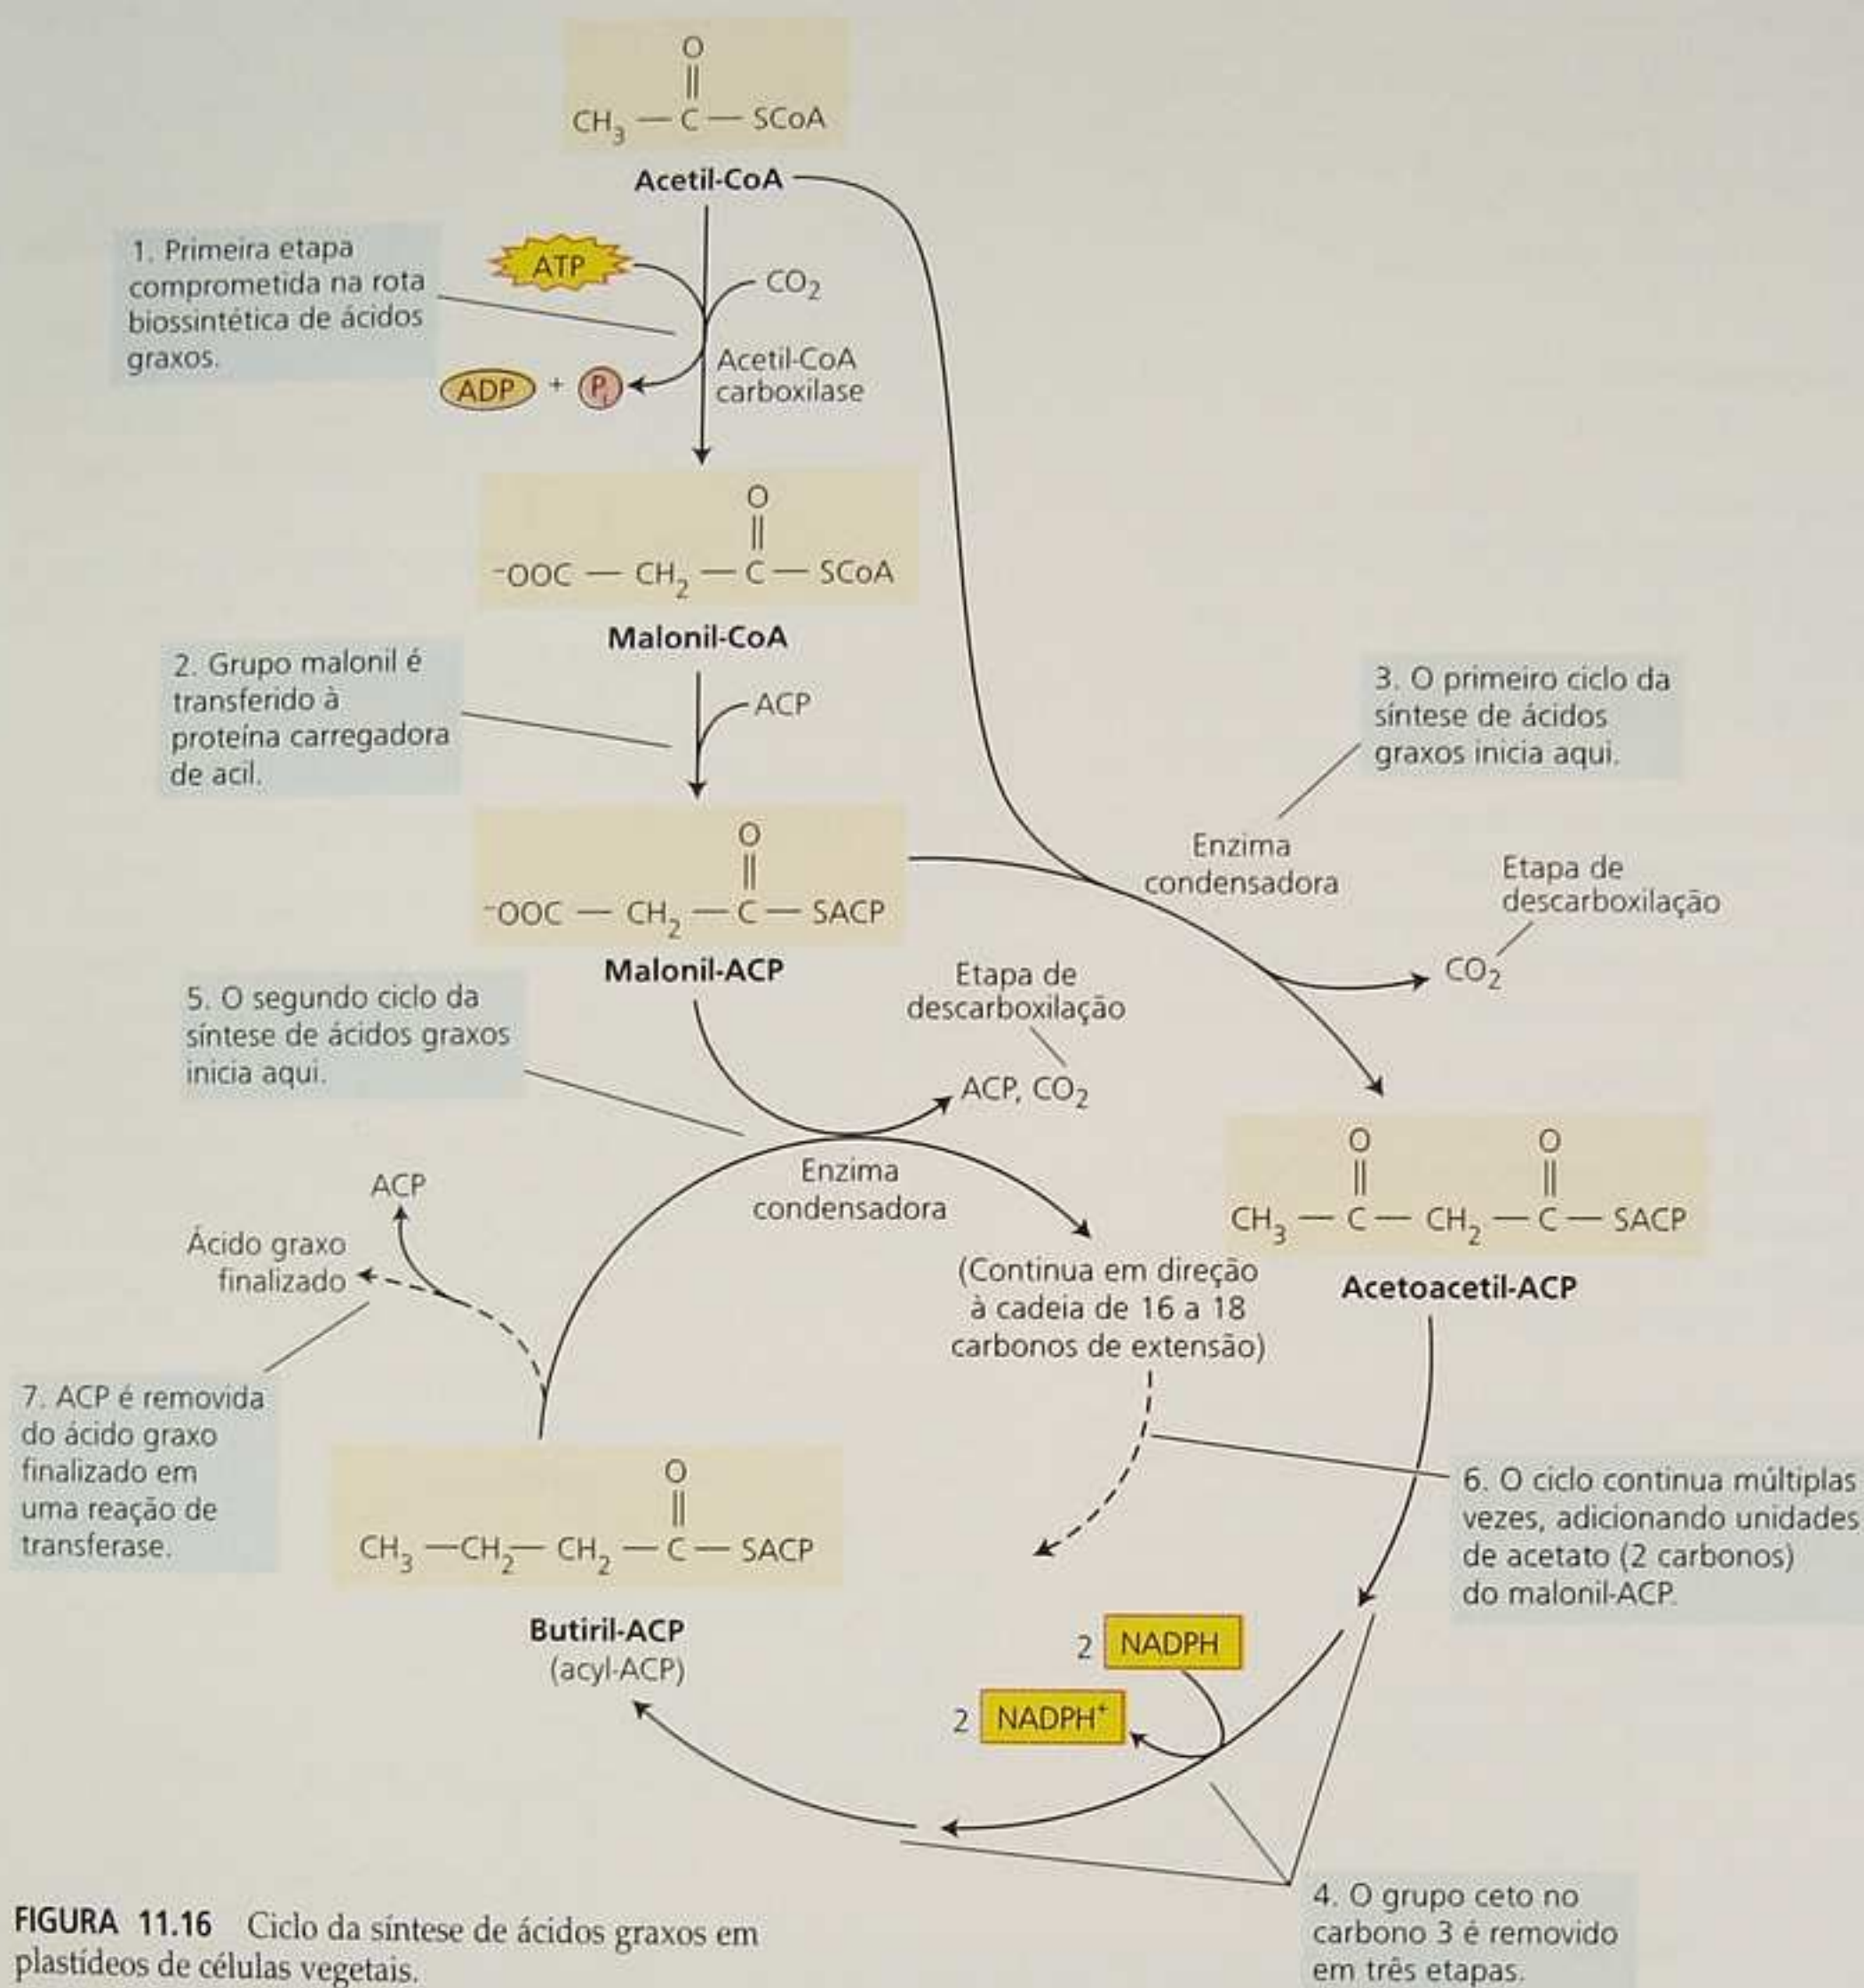 O
||
CH₃ — C — SCoA
Acetil-CoA
1. Primeira etapa
comprometida na rota
biossintética de ácidos
graxos.
ATP
CO₂
Acetil-CoA
carboxilase
ADP + Pi
O
||
⁻OOC — CH₂ — C — SCoA
Malonil-CoA
2. Grupo malonil é
transferido à
proteína carregadora
de acil.
ACP
O
||
⁻OOC — CH₂ — C — SACP
Malonil-ACP
3. O primeiro ciclo da
síntese de ácidos
graxos inicia aqui.
Enzima
condensadora
Etapa de
descarboxilação
CO₂
5. O segundo ciclo da
síntese de ácidos graxos
inicia aqui.
Etapa de
descarboxilação
ACP, CO₂
Enzima
condensadora
O O
|| ||
CH₃ — C — CH₂ — C — SACP
Acetoacetil-ACP
ACP
Ácido graxo
finalizado
(Continua em direção
à cadeia de 16 a 18
carbonos de extensão)
7. ACP é removida
do ácido graxo
finalizado em
uma reação de
transferase.
O
||
CH₃ —CH₂— CH₂ — C — SACP
Butiril-ACP
(acyl-ACP)
6. O ciclo continua múltiplas
vezes, adicionando unidades
de acetato (2 carbonos)
do malonil-ACP.
2 NADPH
2 NADPH⁺
4. O grupo ceto no
carbono 3 é removido
em três etapas.
FIGURA 11.16 Ciclo da síntese de ácidos graxos em
plastídeos de células vegetais.